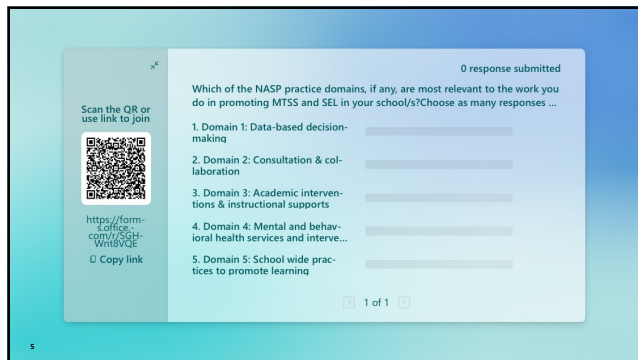 0 response submitted
Scan the QR or
use link to join
https://form-
s.office.-
com/r/SGH-
Wnt8VQE
Copy link
Which of the NASP practice domains, if any, are most relevant to the work you
do in promoting MTSS and SEL in your school/s?Choose as many responses ...
1. Domain 1: Data-based decision-
making
2. Domain 2: Consultation & col-
laboration
3. Domain 3: Academic interven-
tions & instructional supports
4. Domain 4: Mental and behav-
ioral health services and interve...
5. Domain 5: School wide prac-
tices to promote learning
1 of 1
5